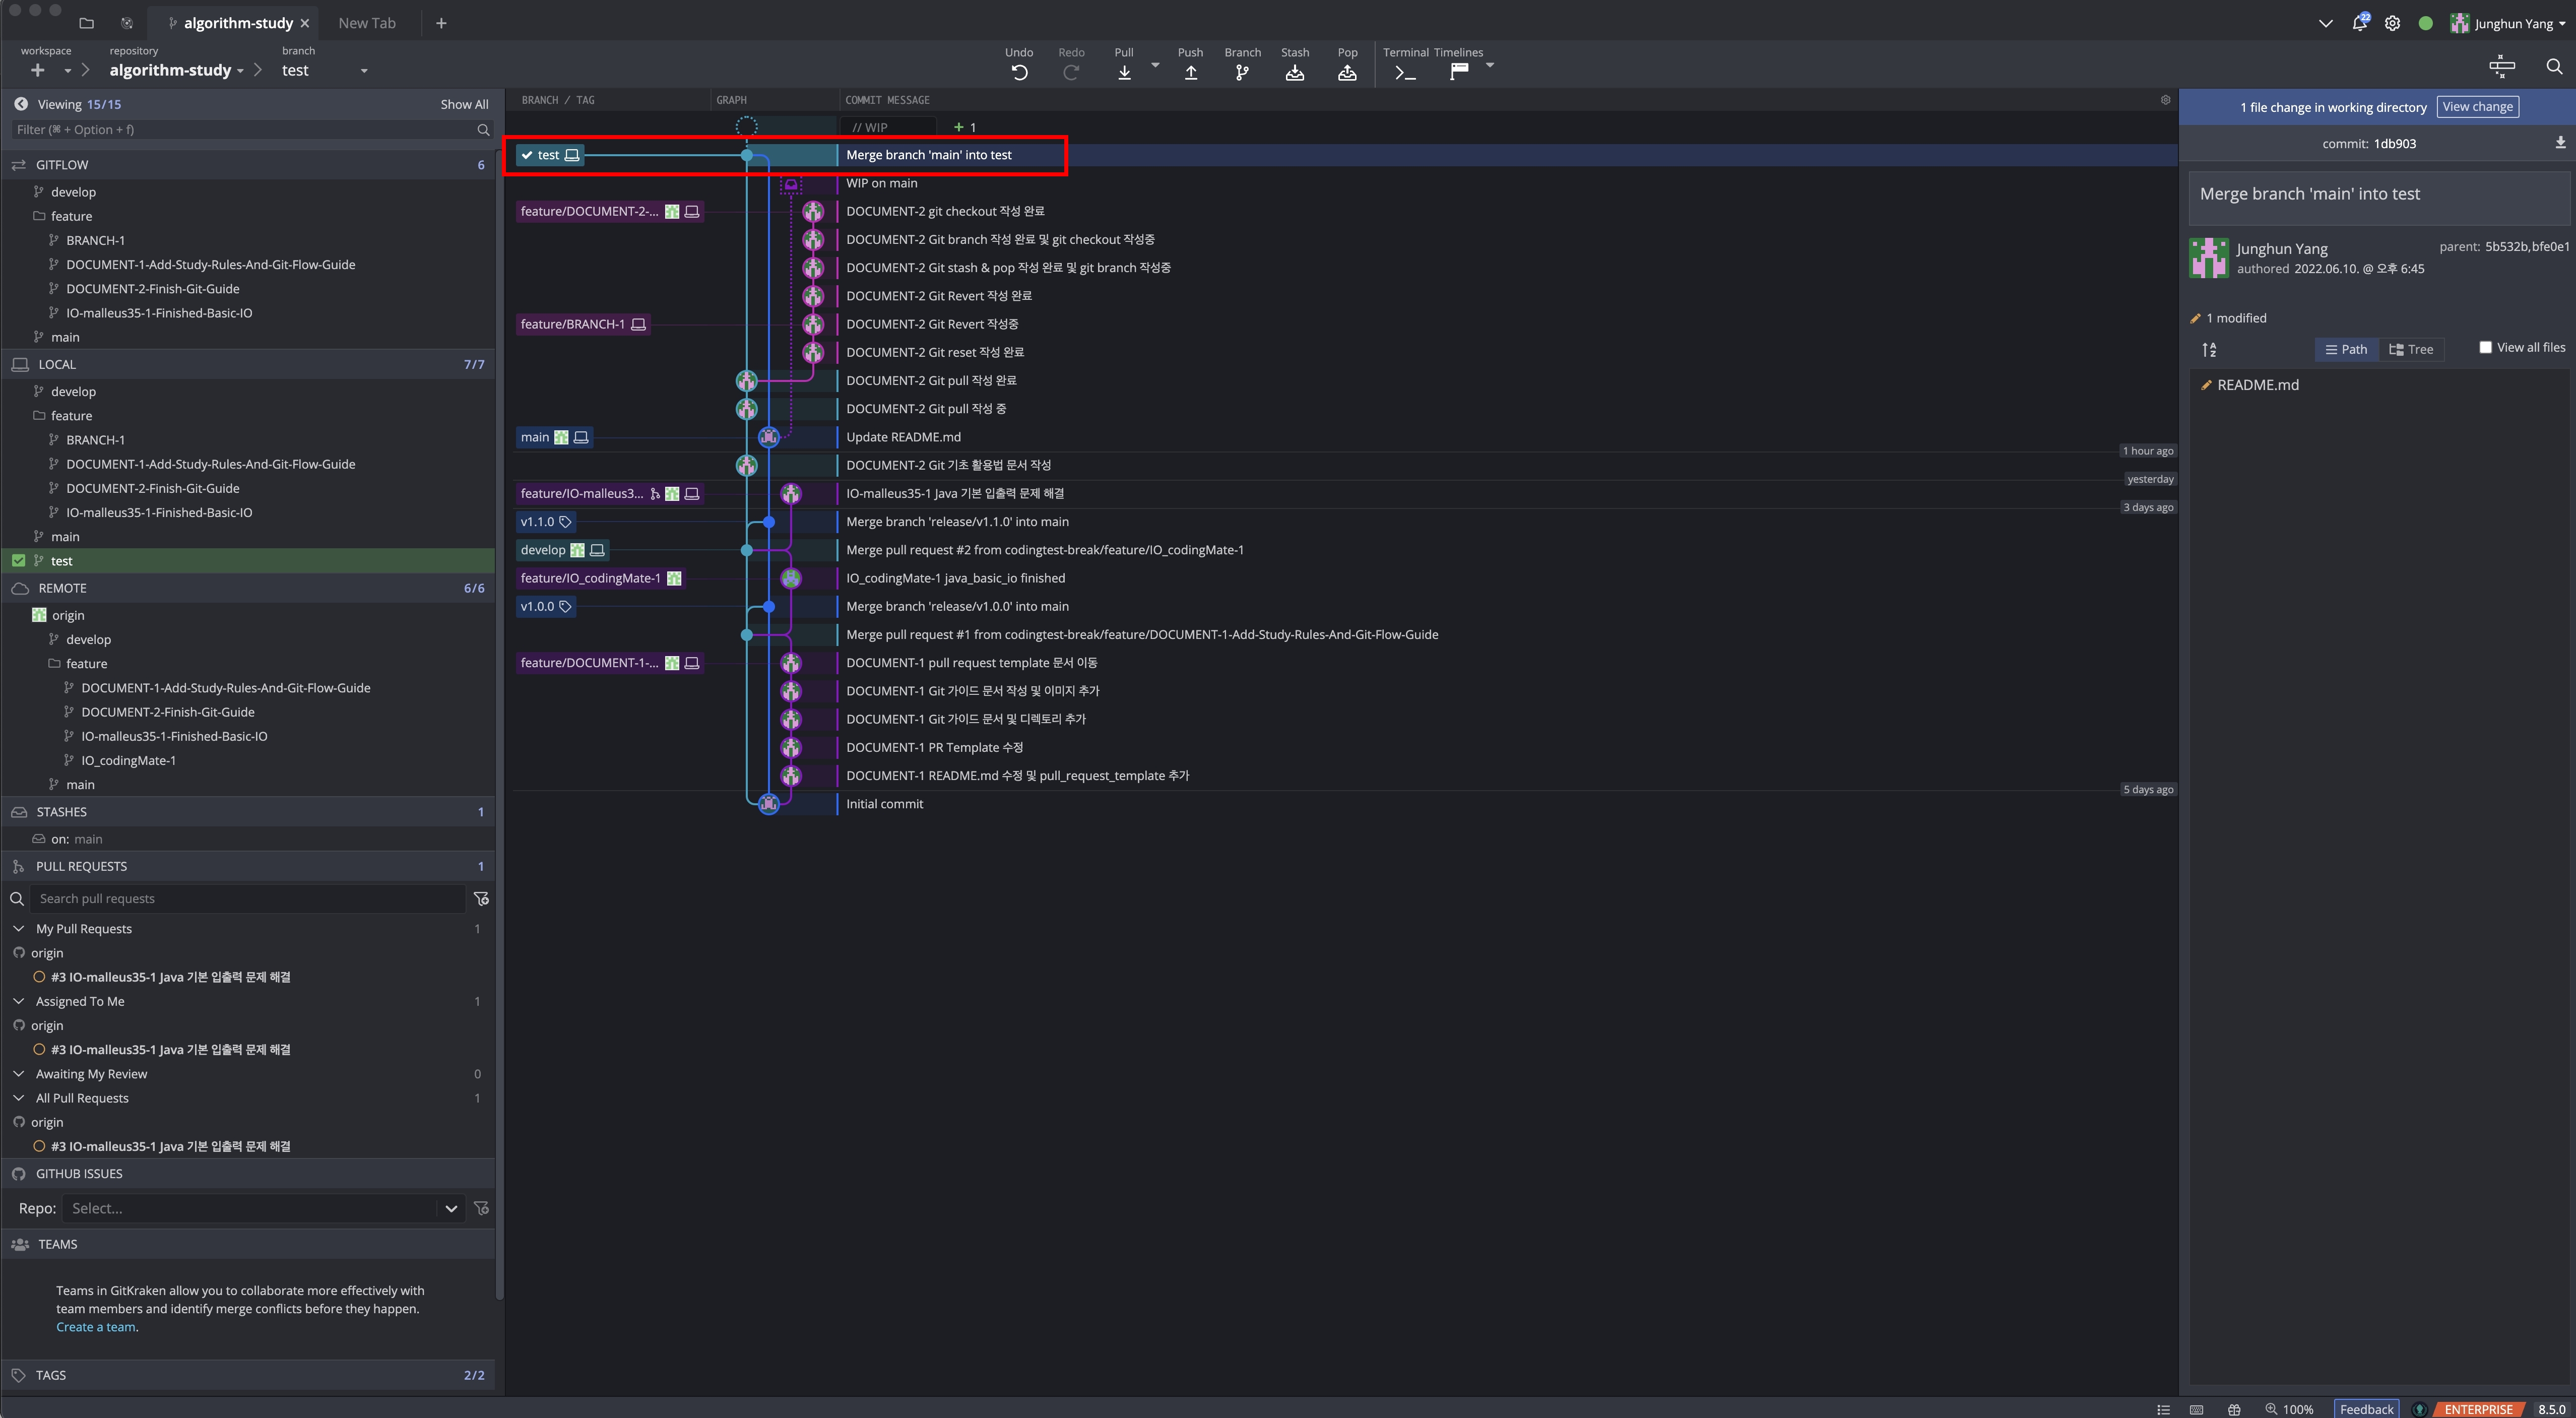 algorithm-study
New Tab
22
Junghun Yang
workspace
repository
branch
algorithm-study
test
Undo
Redo
Pull
Push
Branch
Stash
Pop
Terminal
Timelines
Viewing 15/15
Show All
Filter (⌘ + Option + f)
GITFLOW 6
develop
feature
BRANCH-1
DOCUMENT-1-Add-Study-Rules-And-Git-Flow-Guide
DOCUMENT-2-Finish-Git-Guide
IO-malleus35-1-Finished-Basic-IO
main
LOCAL 7/7
develop
feature
BRANCH-1
DOCUMENT-1-Add-Study-Rules-And-Git-Flow-Guide
DOCUMENT-2-Finish-Git-Guide
IO-malleus35-1-Finished-Basic-IO
main
test
REMOTE 6/6
origin
develop
feature
DOCUMENT-1-Add-Study-Rules-And-Git-Flow-Guide
DOCUMENT-2-Finish-Git-Guide
IO-malleus35-1-Finished-Basic-IO
IO_codingMate-1
main
STASHES 1
on: main
PULL REQUESTS 1
Search pull requests
My Pull Requests 1
origin
#3 IO-malleus35-1 Java 기본 입출력 문제 해결
Assigned To Me 1
origin
#3 IO-malleus35-1 Java 기본 입출력 문제 해결
Awaiting My Review 0
All Pull Requests 1
origin
#3 IO-malleus35-1 Java 기본 입출력 문제 해결
GITHUB ISSUES
Repo: Select...
TEAMS
Teams in GitKraken allow you to collaborate more effectively with
team members and identify merge conflicts before they happen.
Create a team.
TAGS 2/2
BRANCH / TAG GRAPH COMMIT MESSAGE
// WIP + 1
test Merge branch 'main' into test
WIP on main
feature/DOCUMENT-2-... DOCUMENT-2 git checkout 작성 완료
DOCUMENT-2 Git branch 작성 완료 및 git checkout 작성중
DOCUMENT-2 Git stash & pop 작성 완료 및 git branch 작성중
DOCUMENT-2 Git Revert 작성 완료
feature/BRANCH-1 DOCUMENT-2 Git Revert 작성중
DOCUMENT-2 Git reset 작성 완료
DOCUMENT-2 Git pull 작성 완료
DOCUMENT-2 Git pull 작성 중
main Update README.md
1 hour ago
DOCUMENT-2 Git 기초 활용법 문서 작성
yesterday
feature/IO-malleus3... IO-malleus35-1 Java 기본 입출력 문제 해결
3 days ago
v1.1.0 Merge branch 'release/v1.1.0' into main
develop Merge pull request #2 from codingtest-break/feature/IO_codingMate-1
feature/IO_codingMate-1 IO_codingMate-1 java_basic_io finished
v1.0.0 Merge branch 'release/v1.0.0' into main
Merge pull request #1 from codingtest-break/feature/DOCUMENT-1-Add-Study-Rules-And-Git-Flow-Guide
feature/DOCUMENT-1-... DOCUMENT-1 pull request template 문서 이동
DOCUMENT-1 Git 가이드 문서 작성 및 이미지 추가
DOCUMENT-1 Git 가이드 문서 및 디렉토리 추가
DOCUMENT-1 PR Template 수정
DOCUMENT-1 README.md 수정 및 pull_request_template 추가
5 days ago
Initial commit
1 file change in working directory View change
commit: 1db903
Merge branch 'main' into test
Junghun Yang
parent: 5b532b,bfe0e1
authored 2022.06.10. @ 오후 6:45
1 modified
Path Tree View all files
README.md
100% Feedback ENTERPRISE 8.5.0